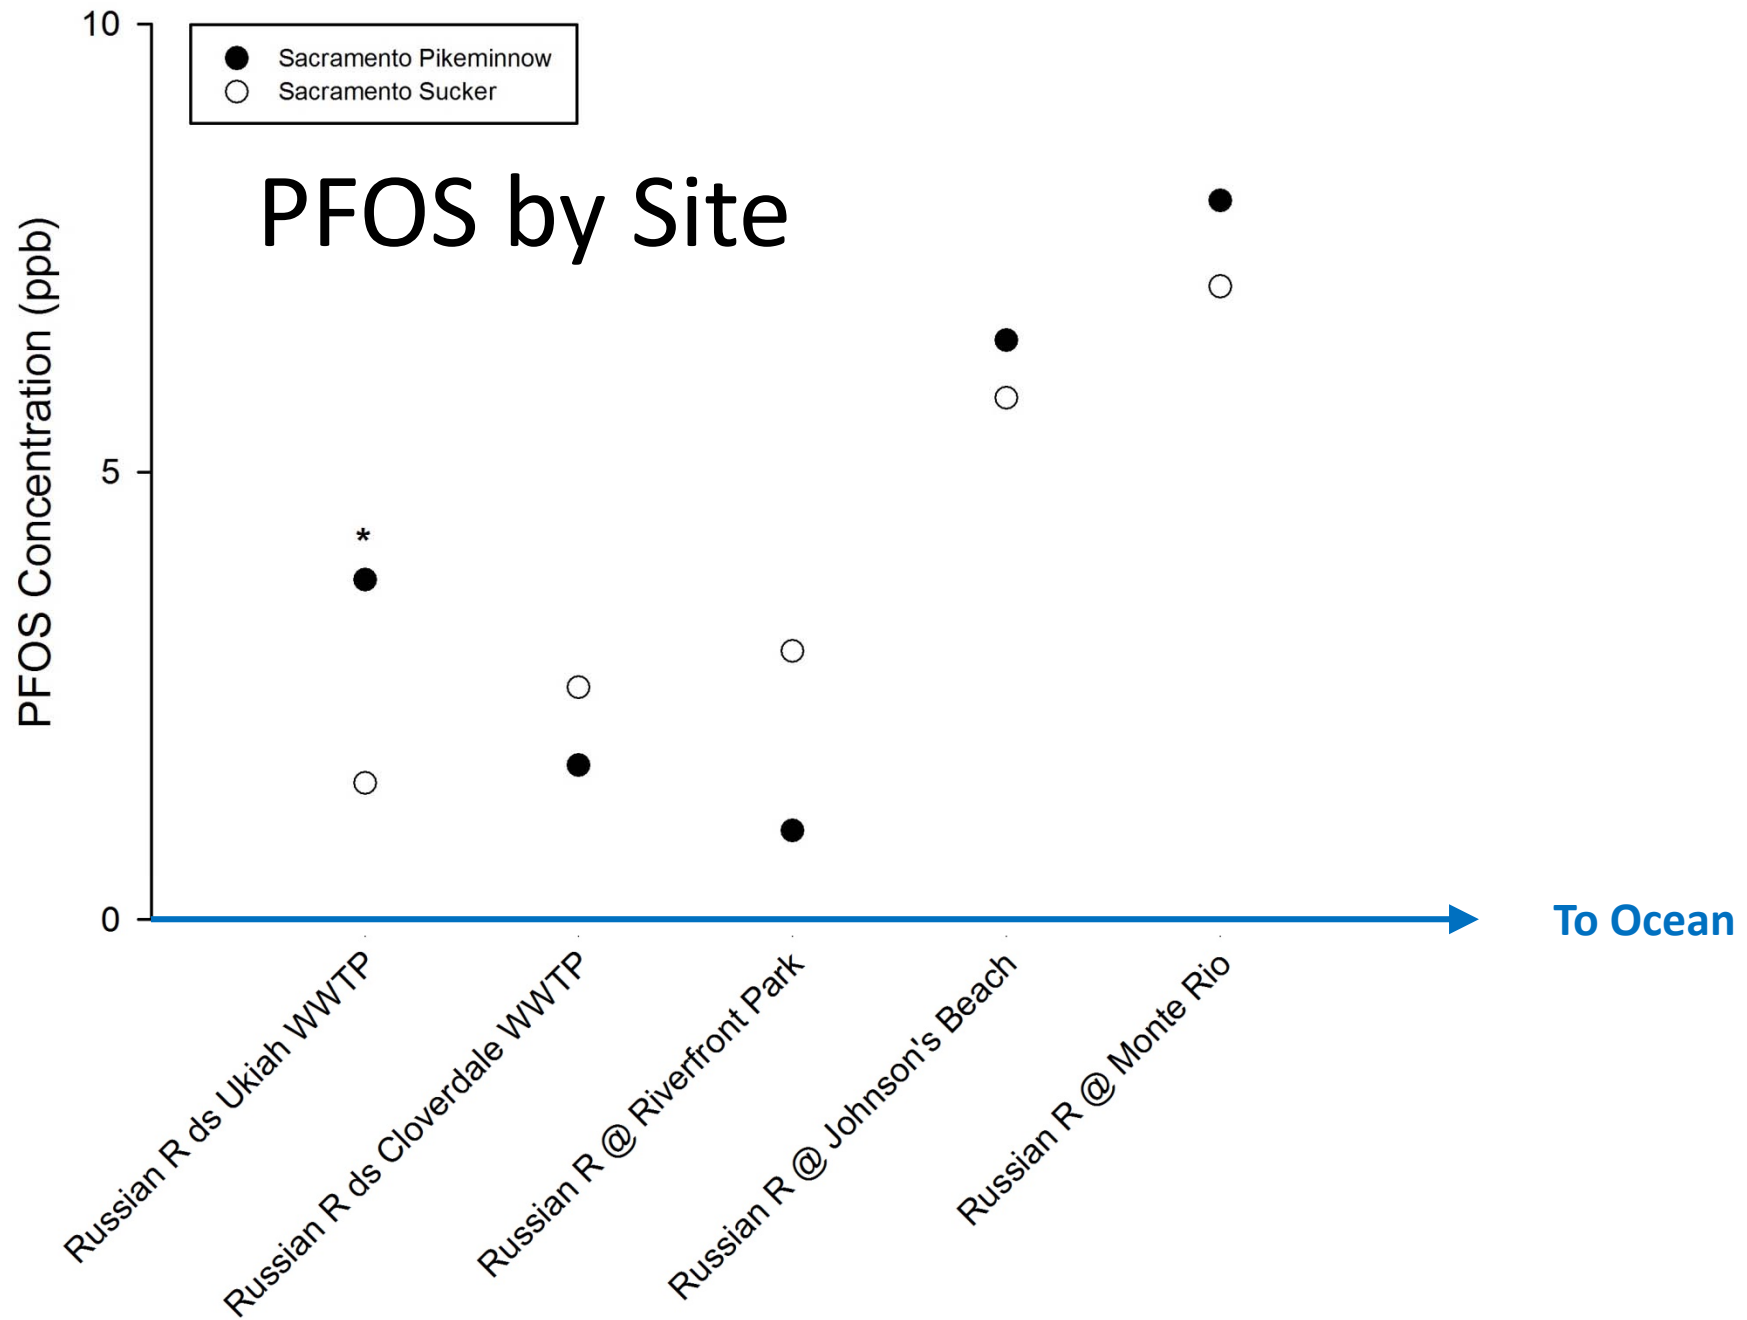 10
Sacramento Pikeminnow
Sacramento Sucker
PFOS by Site
PFOS Concentration (ppb)
5
*
0
To Ocean
Russian R ds Ukiah WWTP
Russian R ds Cloverdale WWTP
Russian R @ Riverfront Park
Russian R @ Johnson's Beach
Russian R @ Monte Rio